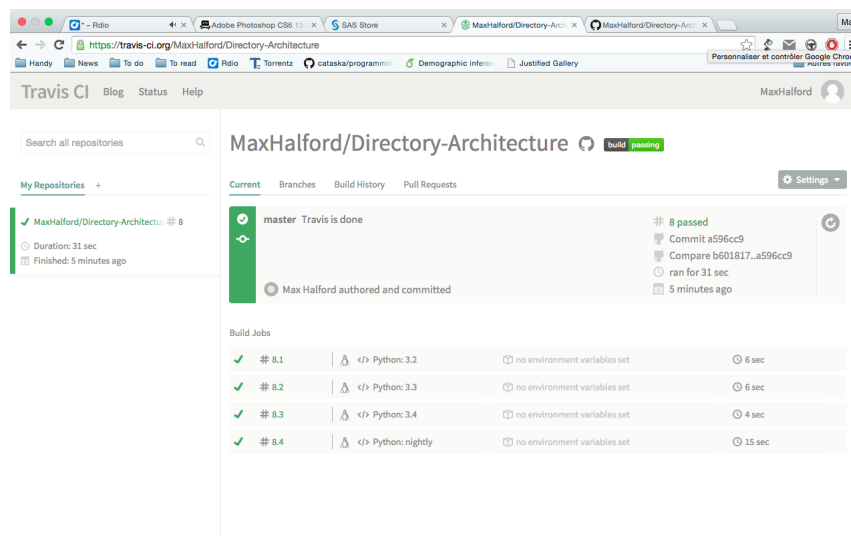 - Rdio
Adobe Photoshop CS6 13.
SAS Store
MaxHalford/Directory-Arch
MaxHalford/Directory-Arch
Ma
https://travis-ci.org/MaxHalford/Directory-Architecture
Handy News To do To read Rdio Torrentz cataska/programmin Demographic inferen Justified Gallery
Personnaliser et contrôler Google Chrom
Autres favor
Travis CI Blog Status Help MaxHalford
Search all repositories
MaxHalford/Directory-Architecture build passing
My Repositories +
Current Branches Build History Pull Requests Settings
MaxHalford/Directory-Architectur # 8
Duration: 31 sec
Finished: 5 minutes ago
master Travis is done
Max Halford authored and committed
# 8 passed
Commit a596cc9
Compare b601817..a596cc9
ran for 31 sec
5 minutes ago
Build Jobs
# 8.1 </> Python: 3.2 no environment variables set 6 sec
# 8.2 </> Python: 3.3 no environment variables set 6 sec
# 8.3 </> Python: 3.4 no environment variables set 4 sec
# 8.4 </> Python: nightly no environment variables set 15 sec